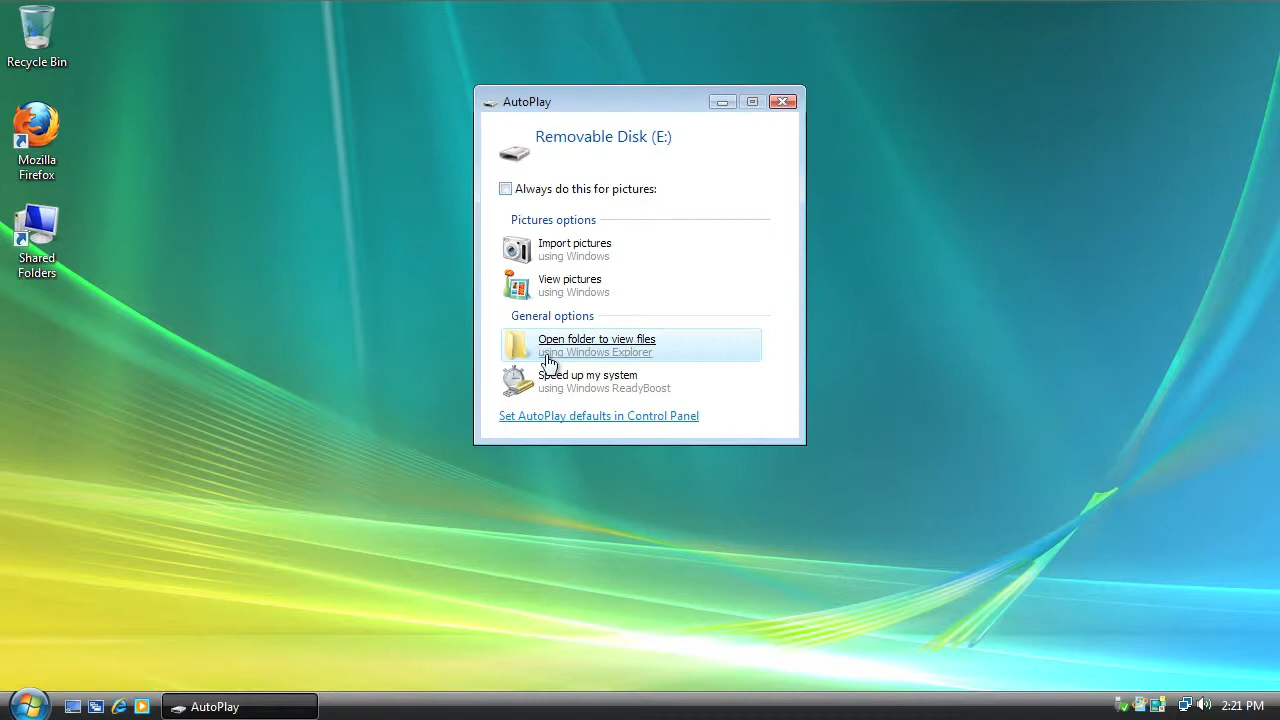 Recycle Bin
Mozilla
Firefox
Shared
Folders
AutoPlay
Removable Disk (E:)
Always do this for pictures:
Pictures options
Import pictures
using Windows
View pictures
using Windows
General options
Open folder to view files
using Windows Explorer
Speed up my system
using Windows ReadyBoost
Set AutoPlay defaults in Control Panel
AutoPlay
2:21 PM